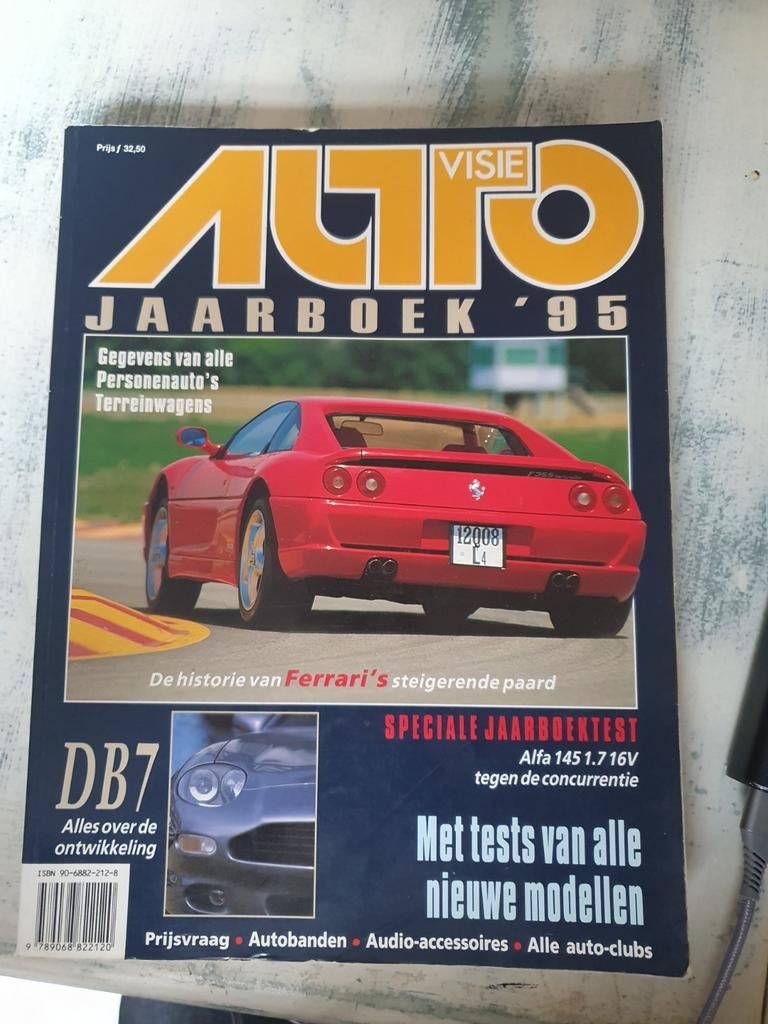 Prijs ƒ 32,50
AUTO
VISIE
JAARBOEK '95
Gegevens van alle
Personenauto's
Terreinwagens
12008
L4
De historie van Ferrari's steigerende paard
SPECIALE JAARBOEKTEST
Alfa 145 1.7 16V
tegen de concurrentie
DB7
Alles over de
ontwikkeling
Met tests van alle
nieuwe modellen
ISBN 90-6882-212-8
9 789068 822120
Prijsvraag • Autobanden • Audio-accessoires • Alle auto-clubs